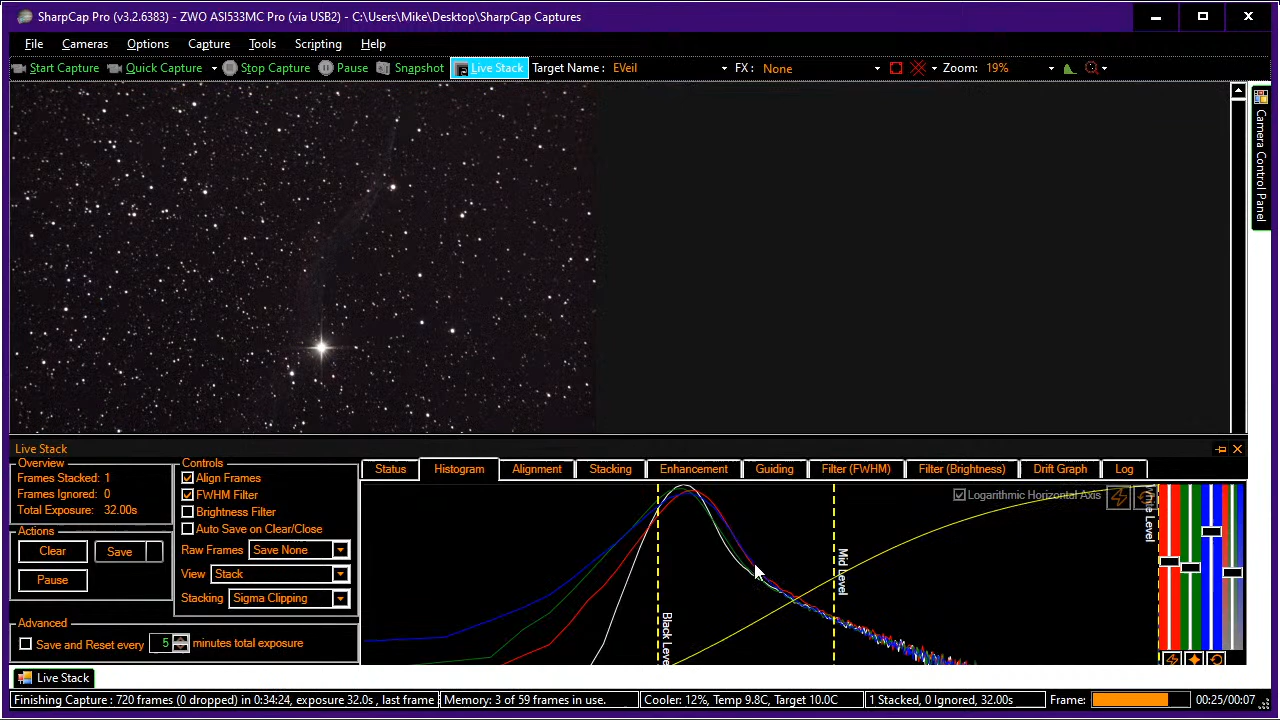 SharpCap Pro (v3.2.6383) - ZWO ASI533MC Pro (via USB2) - C:\Users\Mike\Desktop\SharpCap Captures
File Cameras Options Capture Tools Scripting Help
Start Capture Quick Capture Stop Capture Pause Snapshot Live Stack Target Name : EVeil FX : None Zoom: 19%
Camera Control Panel
Live Stack
Overview
Frames Stacked: 1
Frames Ignored: 0
Total Exposure: 32.00s
Actions
Clear Save
Pause
Controls
Align Frames
FWHM Filter
Brightness Filter
Auto Save on Clear/Close
Raw Frames Save None
View Stack
Stacking Sigma Clipping
Advanced
Save and Reset every 5 minutes total exposure
Status Histogram Alignment Stacking Enhancement Guiding Filter (FWHM) Filter (Brightness) Drift Graph Log
Logarithmic Horizontal Axis
Black Leve
Mid Level
White Level
Live Stack
Finishing Capture : 720 frames (0 dropped) in 0:34:24, exposure 32.0s , last frame Memory: 3 of 59 frames in use. Cooler: 12%, Temp 9.8C, Target 10.0C 1 Stacked, 0 Ignored, 32.00s Frame: 00:25/00:07